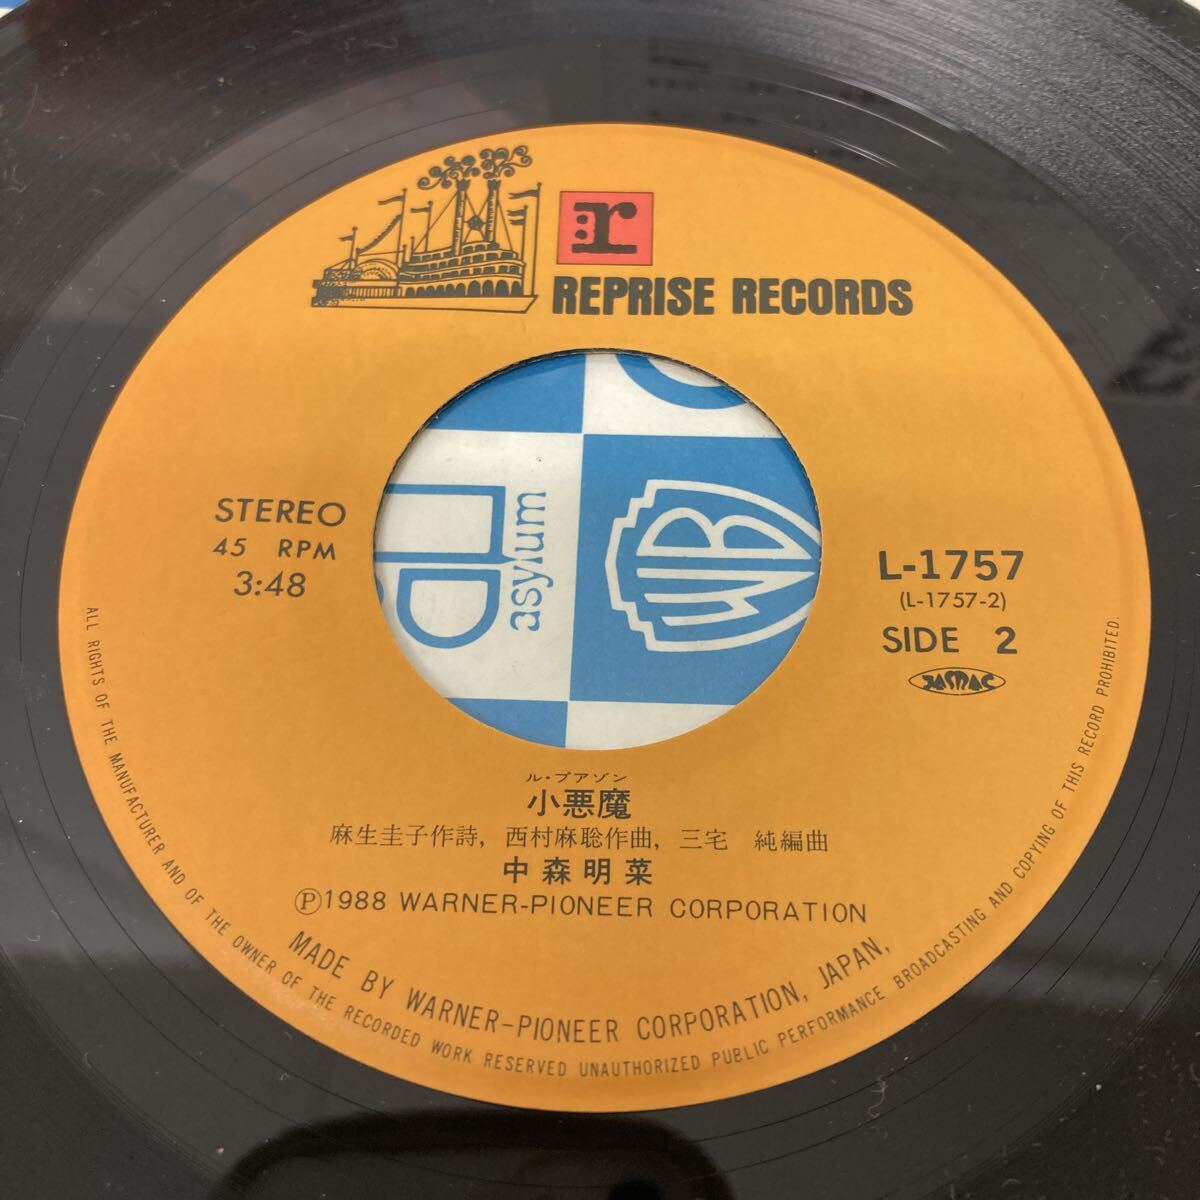 r
REPRISE RECORDS
STEREO
45 RPM
3:48
asylum
WB
L-1757
(L-1757-2)
SIDE 2
JASRAC
ル・プアゾン
小悪魔
麻生圭子作詩, 西村麻聡作曲, 三宅 純編曲
中森明菜
Ⓟ1988 WARNER-PIONEER CORPORATION
MADE BY WARNER-PIONEER CORPORATION, JAPAN,
ALL RIGHTS OF THE MANUFACTURER AND OF THE OWNER OF THE RECORDED WORK RESERVED UNAUTHORIZED PUBLIC PERFORMANCE BROADCASTING AND COPYING OF THIS RECORD PROHIBITED.